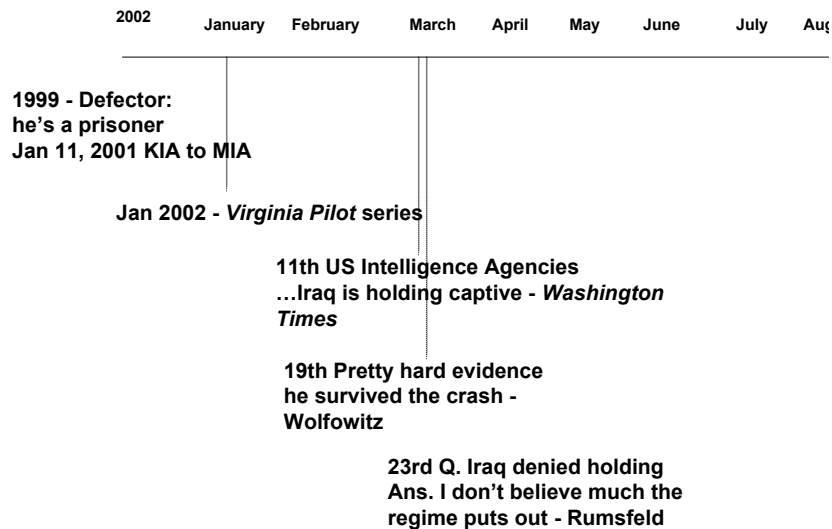 2002
January February March April May June July Aug
1999 - Defector:
he's a prisoner
Jan 11, 2001 KIA to MIA
Jan 2002 - Virginia Pilot series
11th US Intelligence Agencies
…Iraq is holding captive - Washington
Times
19th Pretty hard evidence
he survived the crash -
Wolfowitz
23rd Q. Iraq denied holding
Ans. I don't believe much the
regime puts out - Rumsfeld